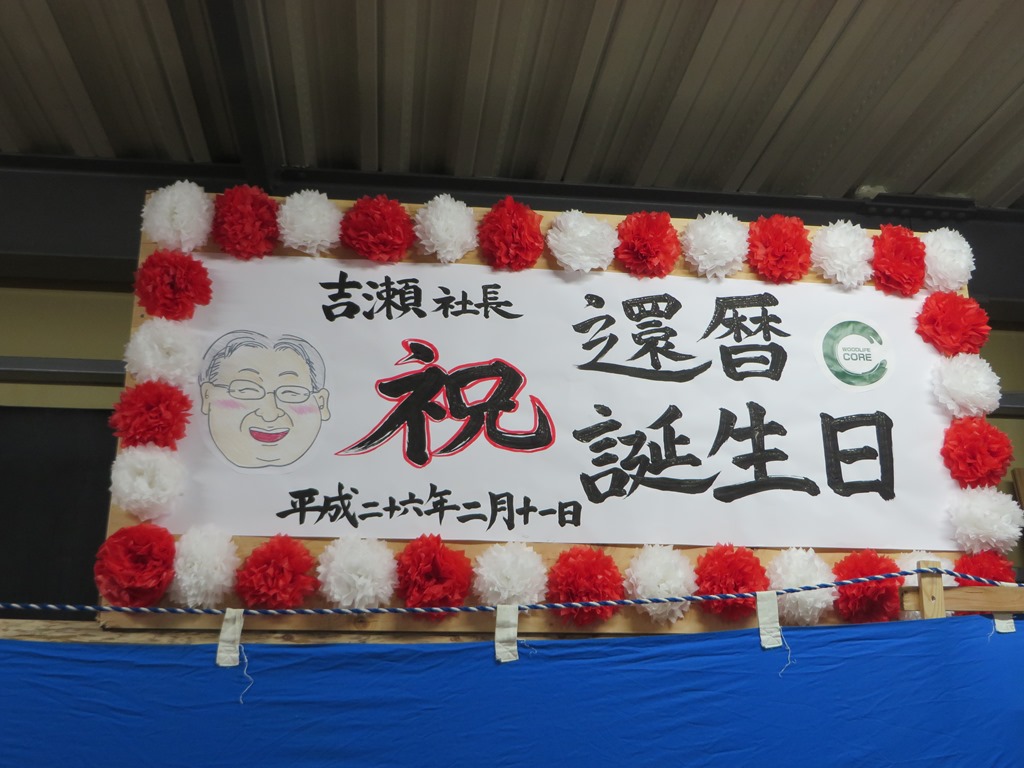 吉瀬 社長
祝
還暦
誕生日
平成二十六年二月十一日
WOODLIFE
CORE